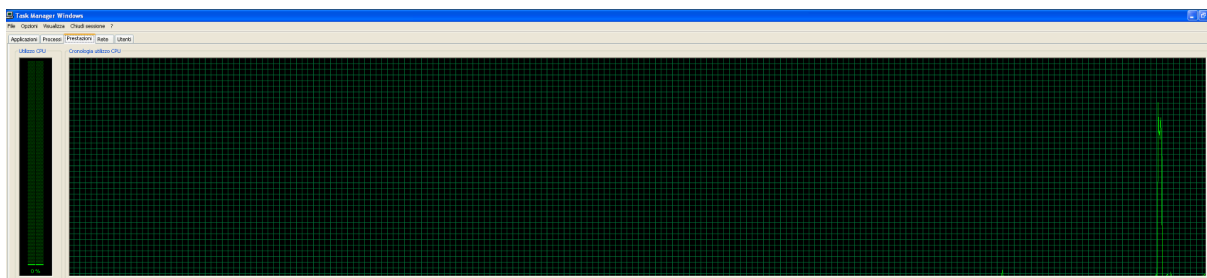 Task Manager Windows
File Opzioni Visualizza Chiudi sessione ?
Applicazioni Processi Prestazioni Rete Utenti
Utilizzo CPU Cronologia utilizzo CPU
0 %